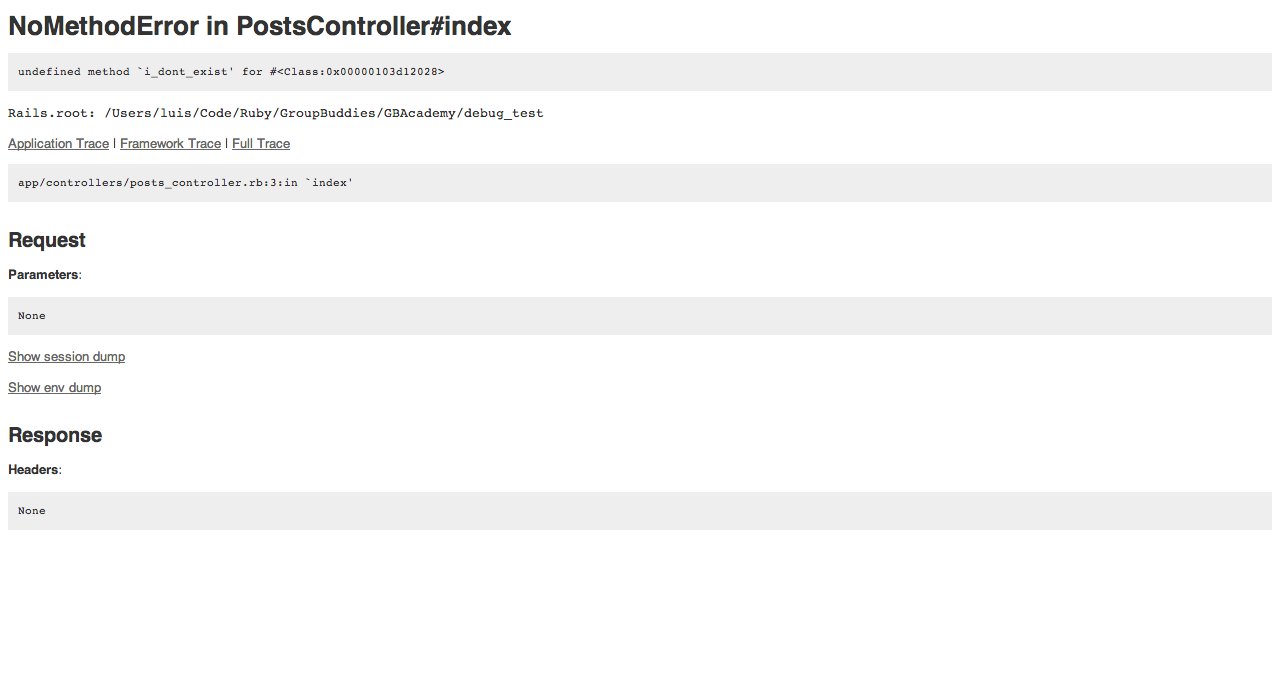 NoMethodError in PostsController#index
undefined method `i_dont_exist' for #<Class:0x00000103d12028>
Rails.root: /Users/luis/Code/Ruby/GroupBuddies/GBAcademy/debug_test
Application Trace | Framework Trace | Full Trace
app/controllers/posts_controller.rb:3:in `index'
Request
Parameters:
None
Show session dump
Show env dump
Response
Headers:
None